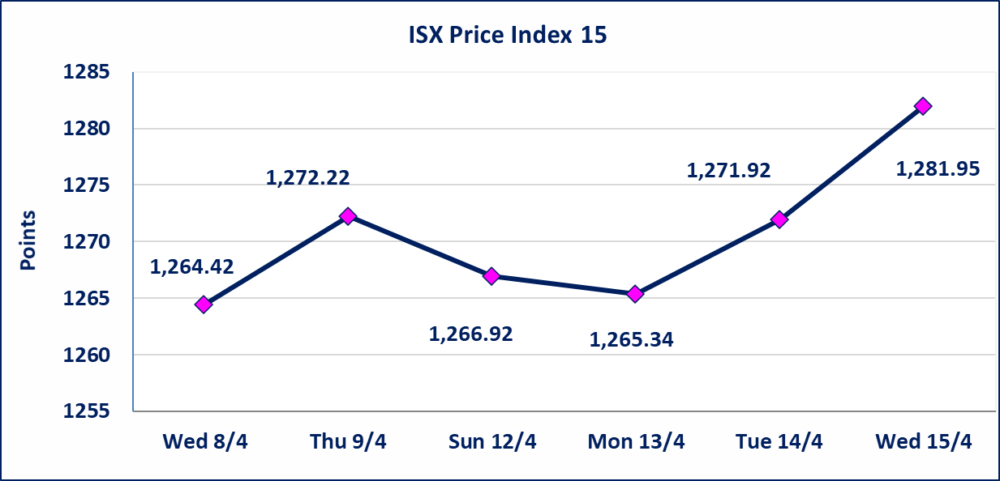 ISX Price Index 15
1285
1280
1275
1270
1265
1260
1255
Points
1,264.42
1,272.22
1,266.92
1,265.34
1,271.92
1,281.95
Wed 8/4
Thu 9/4
Sun 12/4
Mon 13/4
Tue 14/4
Wed 15/4